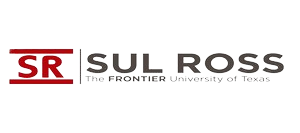 SR
SUL ROSS
The FRONTIER University of Texas